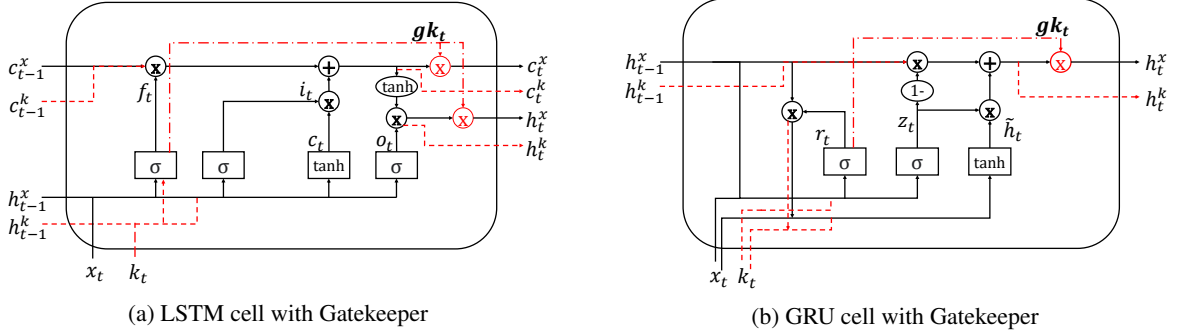 gk_t
c^x_{t-1} x + x c^x_t
c^k_{t-1} f_t i_t tanh c^k_t
x x x h^x_t
c_t o_t h^k_t
σ σ tanh σ
h^x_{t-1}
h^k_{t-1}
x_t k_t
(a) LSTM cell with Gatekeeper
gk_t
h^x_{t-1} x + x h^x_t
h^k_{t-1} 1- h^k_t
x r_t z_t x h̃_t
σ σ tanh
x_t k_t
(b) GRU cell with Gatekeeper